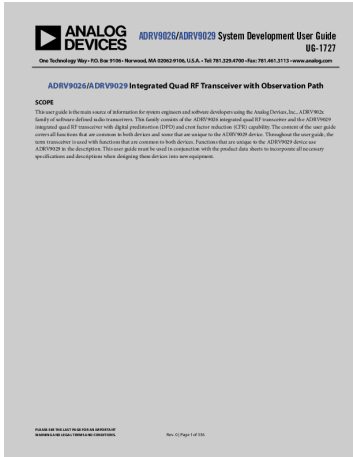 ANALOG
DEVICES
ADRV9026/ADRV9029 System Development User Guide
UG-1727
One Technology Way • P.O. Box 9106 • Norwood, MA 02062-9106, U.S.A. • Tel: 781.329.4700 • Fax: 781.461.3113 • www.analog.com
ADRV9026/ADRV9029 Integrated Quad RF Transceiver with Observation Path
SCOPE
This user guide is the main source of information for system engineers and software developers using the Analog Devices, Inc., ADRV902x
family of software defined radio transceivers. This family consists of the ADRV9026 integrated quad RF transceiver and the ADRV9029
integrated quad RF transceiver with digital predistortion (DPD) and crest factor reduction (CFR) capability. The content of the user guide
covers all functions that are common in both devices and some that are unique to the ADRV9029 device. Throughout the user guide, the
term transceiver is used with functions that are common to both devices. Functions that are unique to the ADRV9029 device use
ADRV9029 in the description. This user guide must be used in conjunction with the product data sheets to incorporate all necessary
specifications and descriptions when designing these devices into new equipment.
PLEASE SEE THE LAST PAGE FOR AN IMPORTANT
WARNING AND LEGAL TERMS AND CONDITIONS.
Rev. 0 | Page 1 of